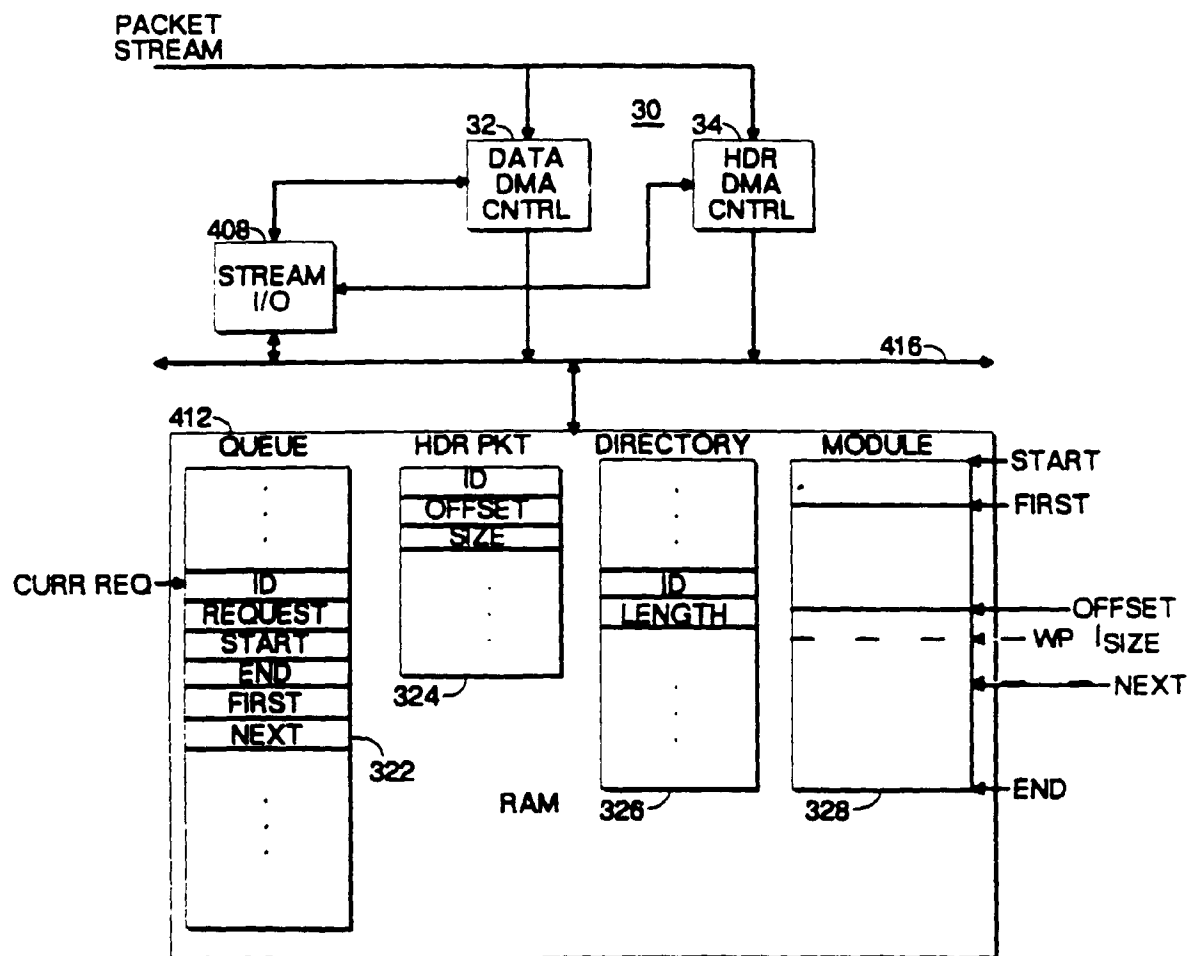 PACKET
STREAM
32
30
34
DATA
DMA
CNTRL
HDR
DMA
CNTRL
408
STREAM
I/O
416
412
QUEUE
HDR PKT
DIRECTORY
MODULE
START
ID
OFFSET
SIZE
FIRST
CURR REQ
ID
REQUEST
START
END
FIRST
NEXT
ID
LENGTH
OFFSET
WP
SIZE
NEXT
324
322
RAM
326
328
END